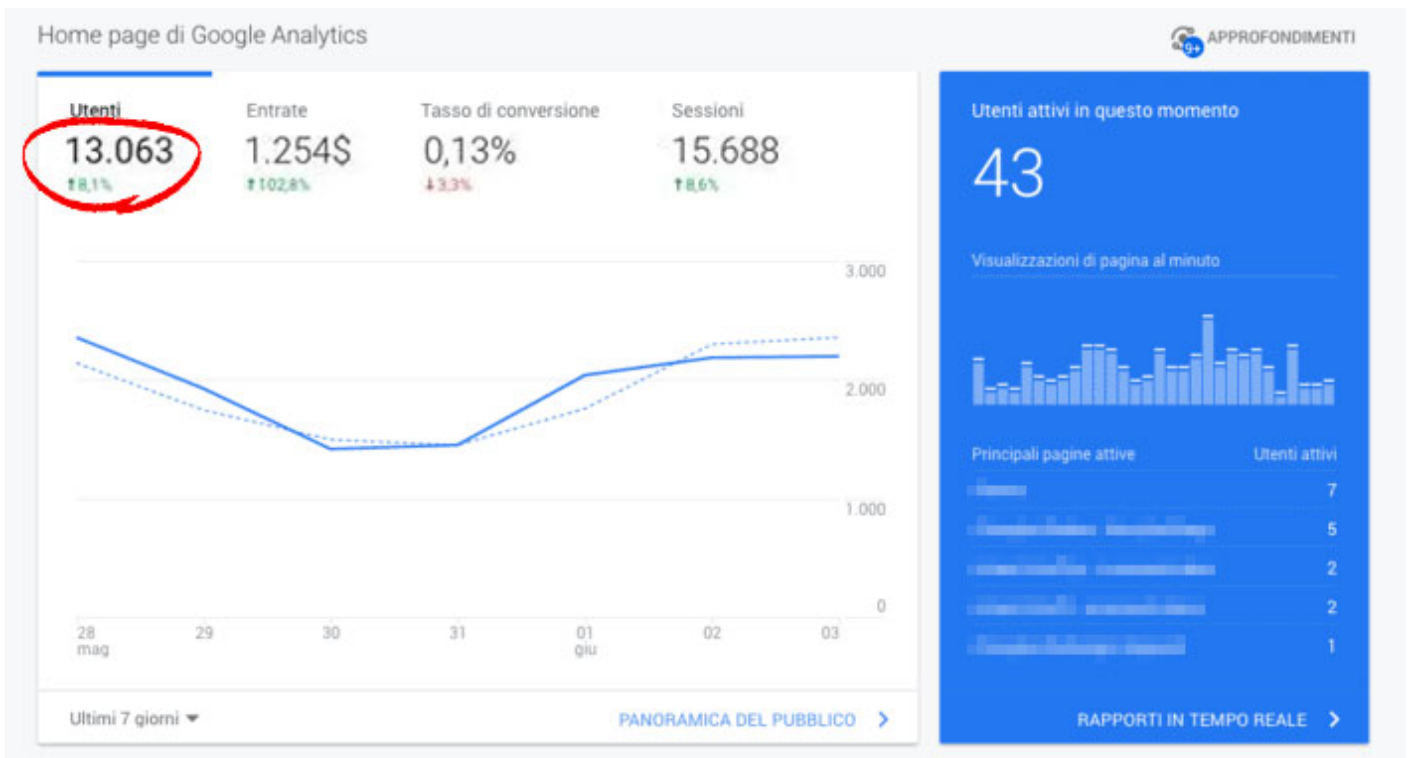 Home page di Google Analytics
9+ APPROFONDIMENTI
Utenti Entrate Tasso di conversione Sessioni
13.063 1.254$ 0,13% 15.688
⬆8,1% ⬆102,8% ⬇3,3% ⬆8,6%
3.000
2.000
1.000
0
28 29 30 31 01 02 03
mag giu
Ultimi 7 giorni PANORAMICA DEL PUBBLICO
Utenti attivi in questo momento
43
Visualizzazioni di pagina al minuto
Principali pagine attive Utenti attivi
7
5
2
2
1
RAPPORTI IN TEMPO REALE